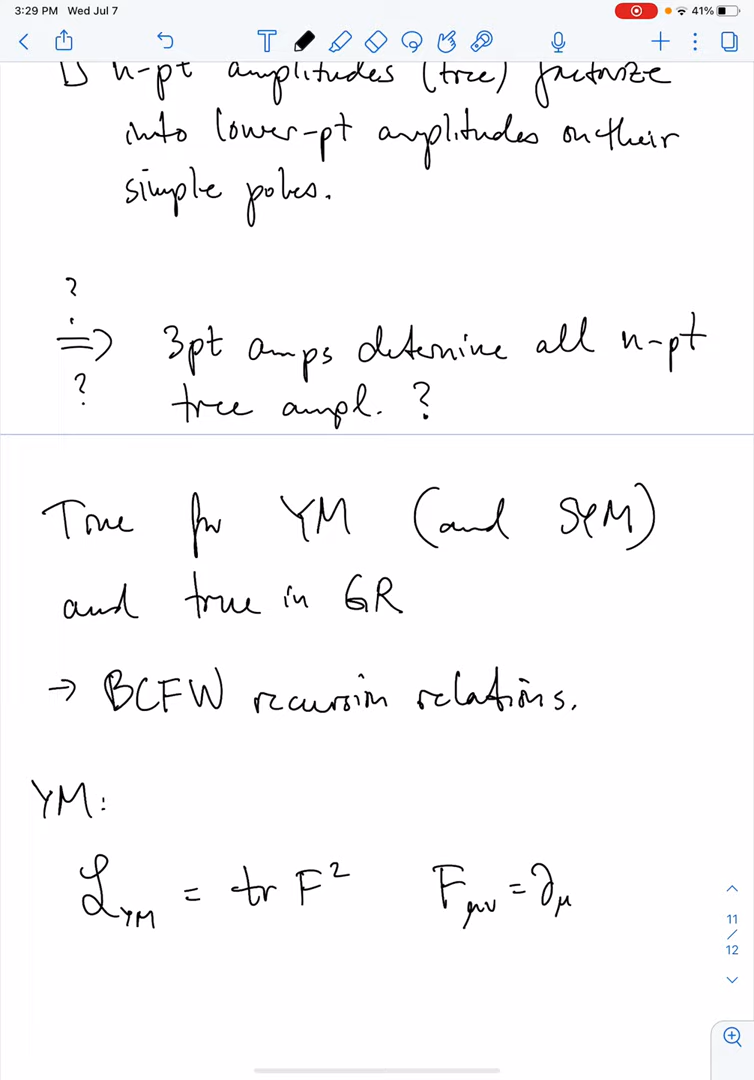 3:29 PM Wed Jul 7
41%
n-pt amplitudes (tree) factorize
into lower-pt amplitudes on their
simple poles.
?
⇒ 3pt amps determine all n-pt
?
tree ampl. ?
True for YM (and SYM)
and true in GR
→ BCFW recursion relations.
YM:
ℒ_YM = tr F² F_μν = ∂_μ
11
/
12